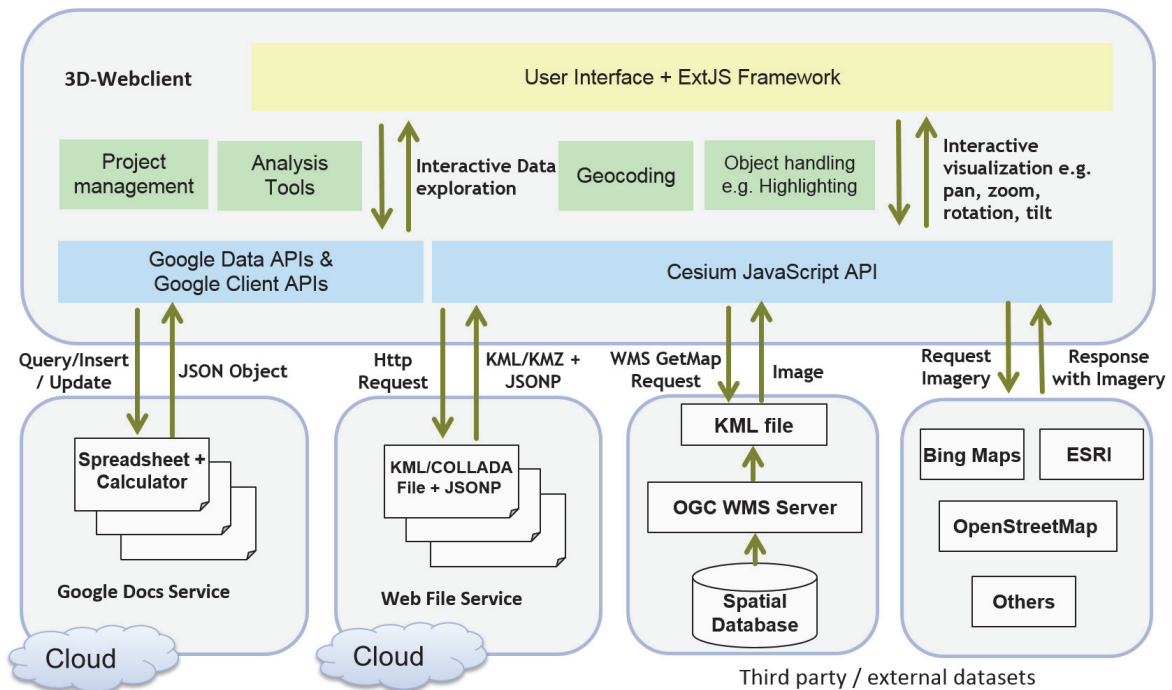 3D-Webclient
User Interface + ExtJS Framework
Project
management
Analysis
Tools
Interactive Data
exploration
Geocoding
Object handling
e.g. Highlighting
Interactive
visualization e.g.
pan, zoom,
rotation, tilt
Google Data APIs &
Google Client APIs
Cesium JavaScript API
Query/Insert
/ Update
JSON Object
Http
Request
KML/KMZ +
JSONP
WMS GetMap
Request
Image
Request
Imagery
Response
with Imagery
Spreadsheet +
Calculator
Google Docs Service
Cloud
KML/COLLADA
File + JSONP
Web File Service
Cloud
KML file
OGC WMS Server
Spatial
Database
Bing Maps
ESRI
OpenStreetMap
Others
Third party / external datasets